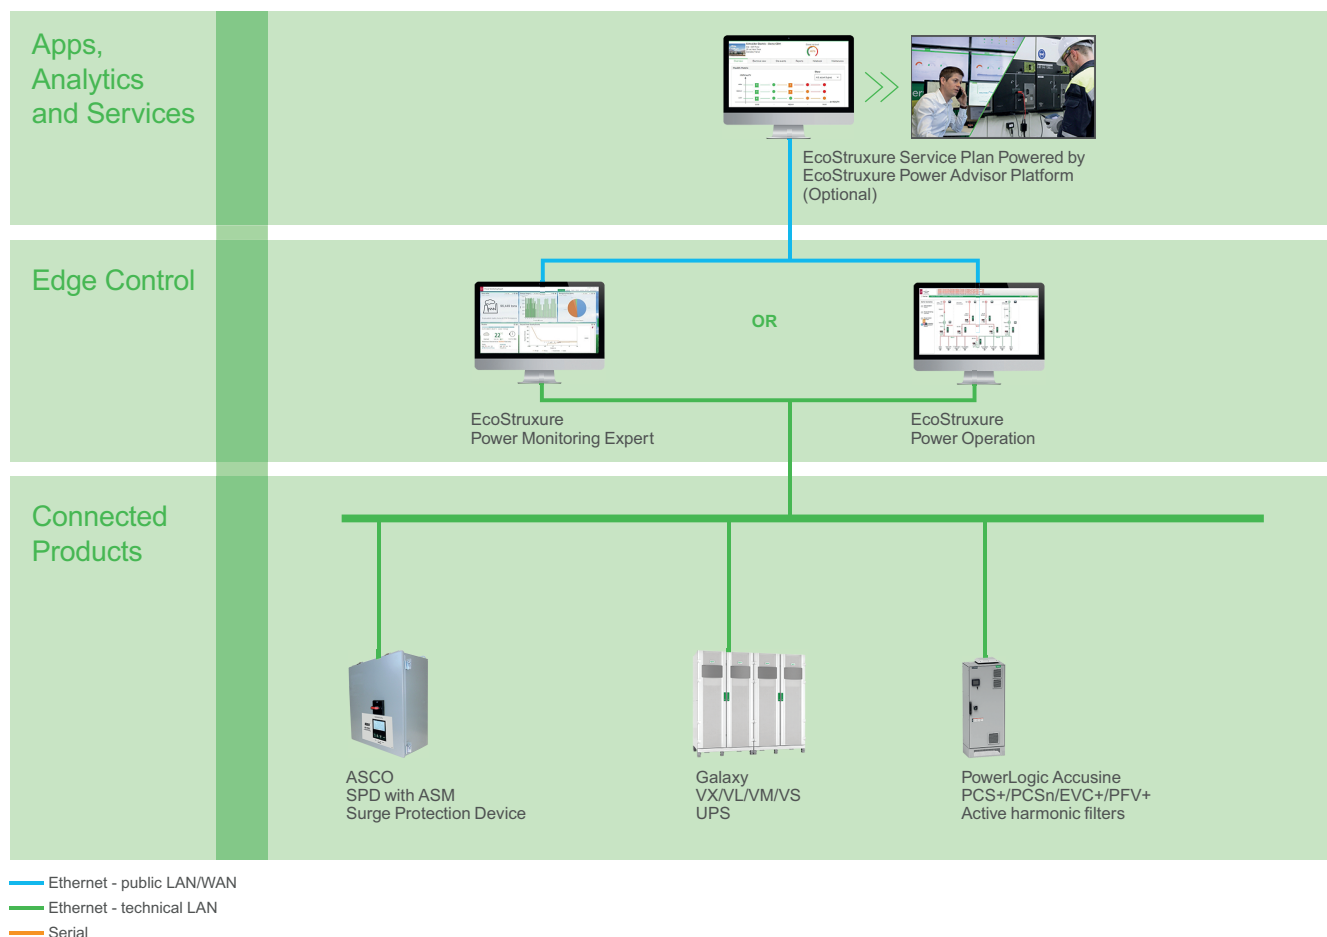 Apps,
Analytics
and Services
EcoStruxure Service Plan Powered by
EcoStruxure Power Advisor Platform
(Optional)
Edge Control
OR
EcoStruxure
Power Monitoring Expert
EcoStruxure
Power Operation
Connected
Products
ASCO
SPD with ASM
Surge Protection Device
Galaxy
VX/VL/VM/VS
UPS
PowerLogic Accusine
PCS+/PCSn/EVC+/PFV+
Active harmonic filters
Ethernet - public LAN/WAN
Ethernet - technical LAN
Serial